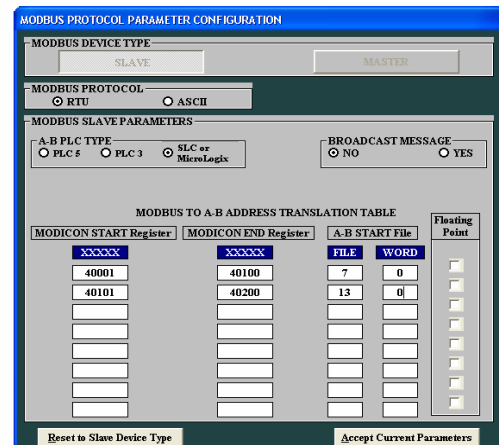 MODBUS PROTOCOL PARAMETER CONFIGURATION
MODBUS DEVICE TYPE
SLAVE MASTER
MODBUS PROTOCOL
RTU ASCII
MODBUS SLAVE PARAMETERS
A-B PLC TYPE BROADCAST MESSAGE
PLC 5 PLC 3 SLC or MicroLogix NO YES
MODBUS TO A-B ADDRESS TRANSLATION TABLE
MODICON START Register MODICON END Register A-B START File Floating Point
XXXXX XXXXX FILE WORD
40001 40100 7 0
40101 40200 13 0
Reset to Slave Device Type Accept Current Parameters